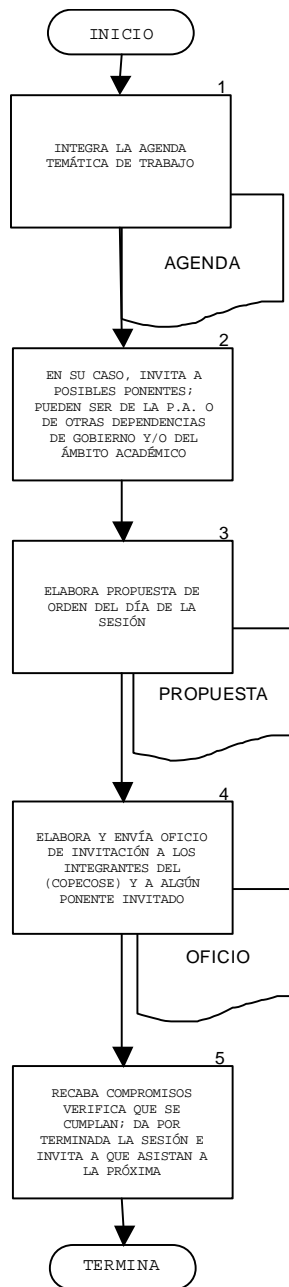 INICIO
1
INTEGRA LA AGENDA
TEMÁTICA DE TRABAJO
AGENDA
2
EN SU CASO, INVITA A
POSIBLES PONENTES;
PUEDEN SER DE LA P.A. O
DE OTRAS DEPENDENCIAS
DE GOBIERNO Y/O DEL
ÁMBITO ACADÉMICO
3
ELABORA PROPUESTA DE
ORDEN DEL DÍA DE LA
SESIÓN
PROPUESTA
4
ELABORA Y ENVÍA OFICIO
DE INVITACIÓN A LOS
INTEGRANTES DEL
(COPECOSE) Y A ALGÚN
PONENTE INVITADO
OFICIO
5
RECABA COMPROMISOS
VERIFICA QUE SE
CUMPLAN; DA POR
TERMINADA LA SESIÓN E
INVITA A QUE ASISTAN A
LA PRÓXIMA
TERMINA